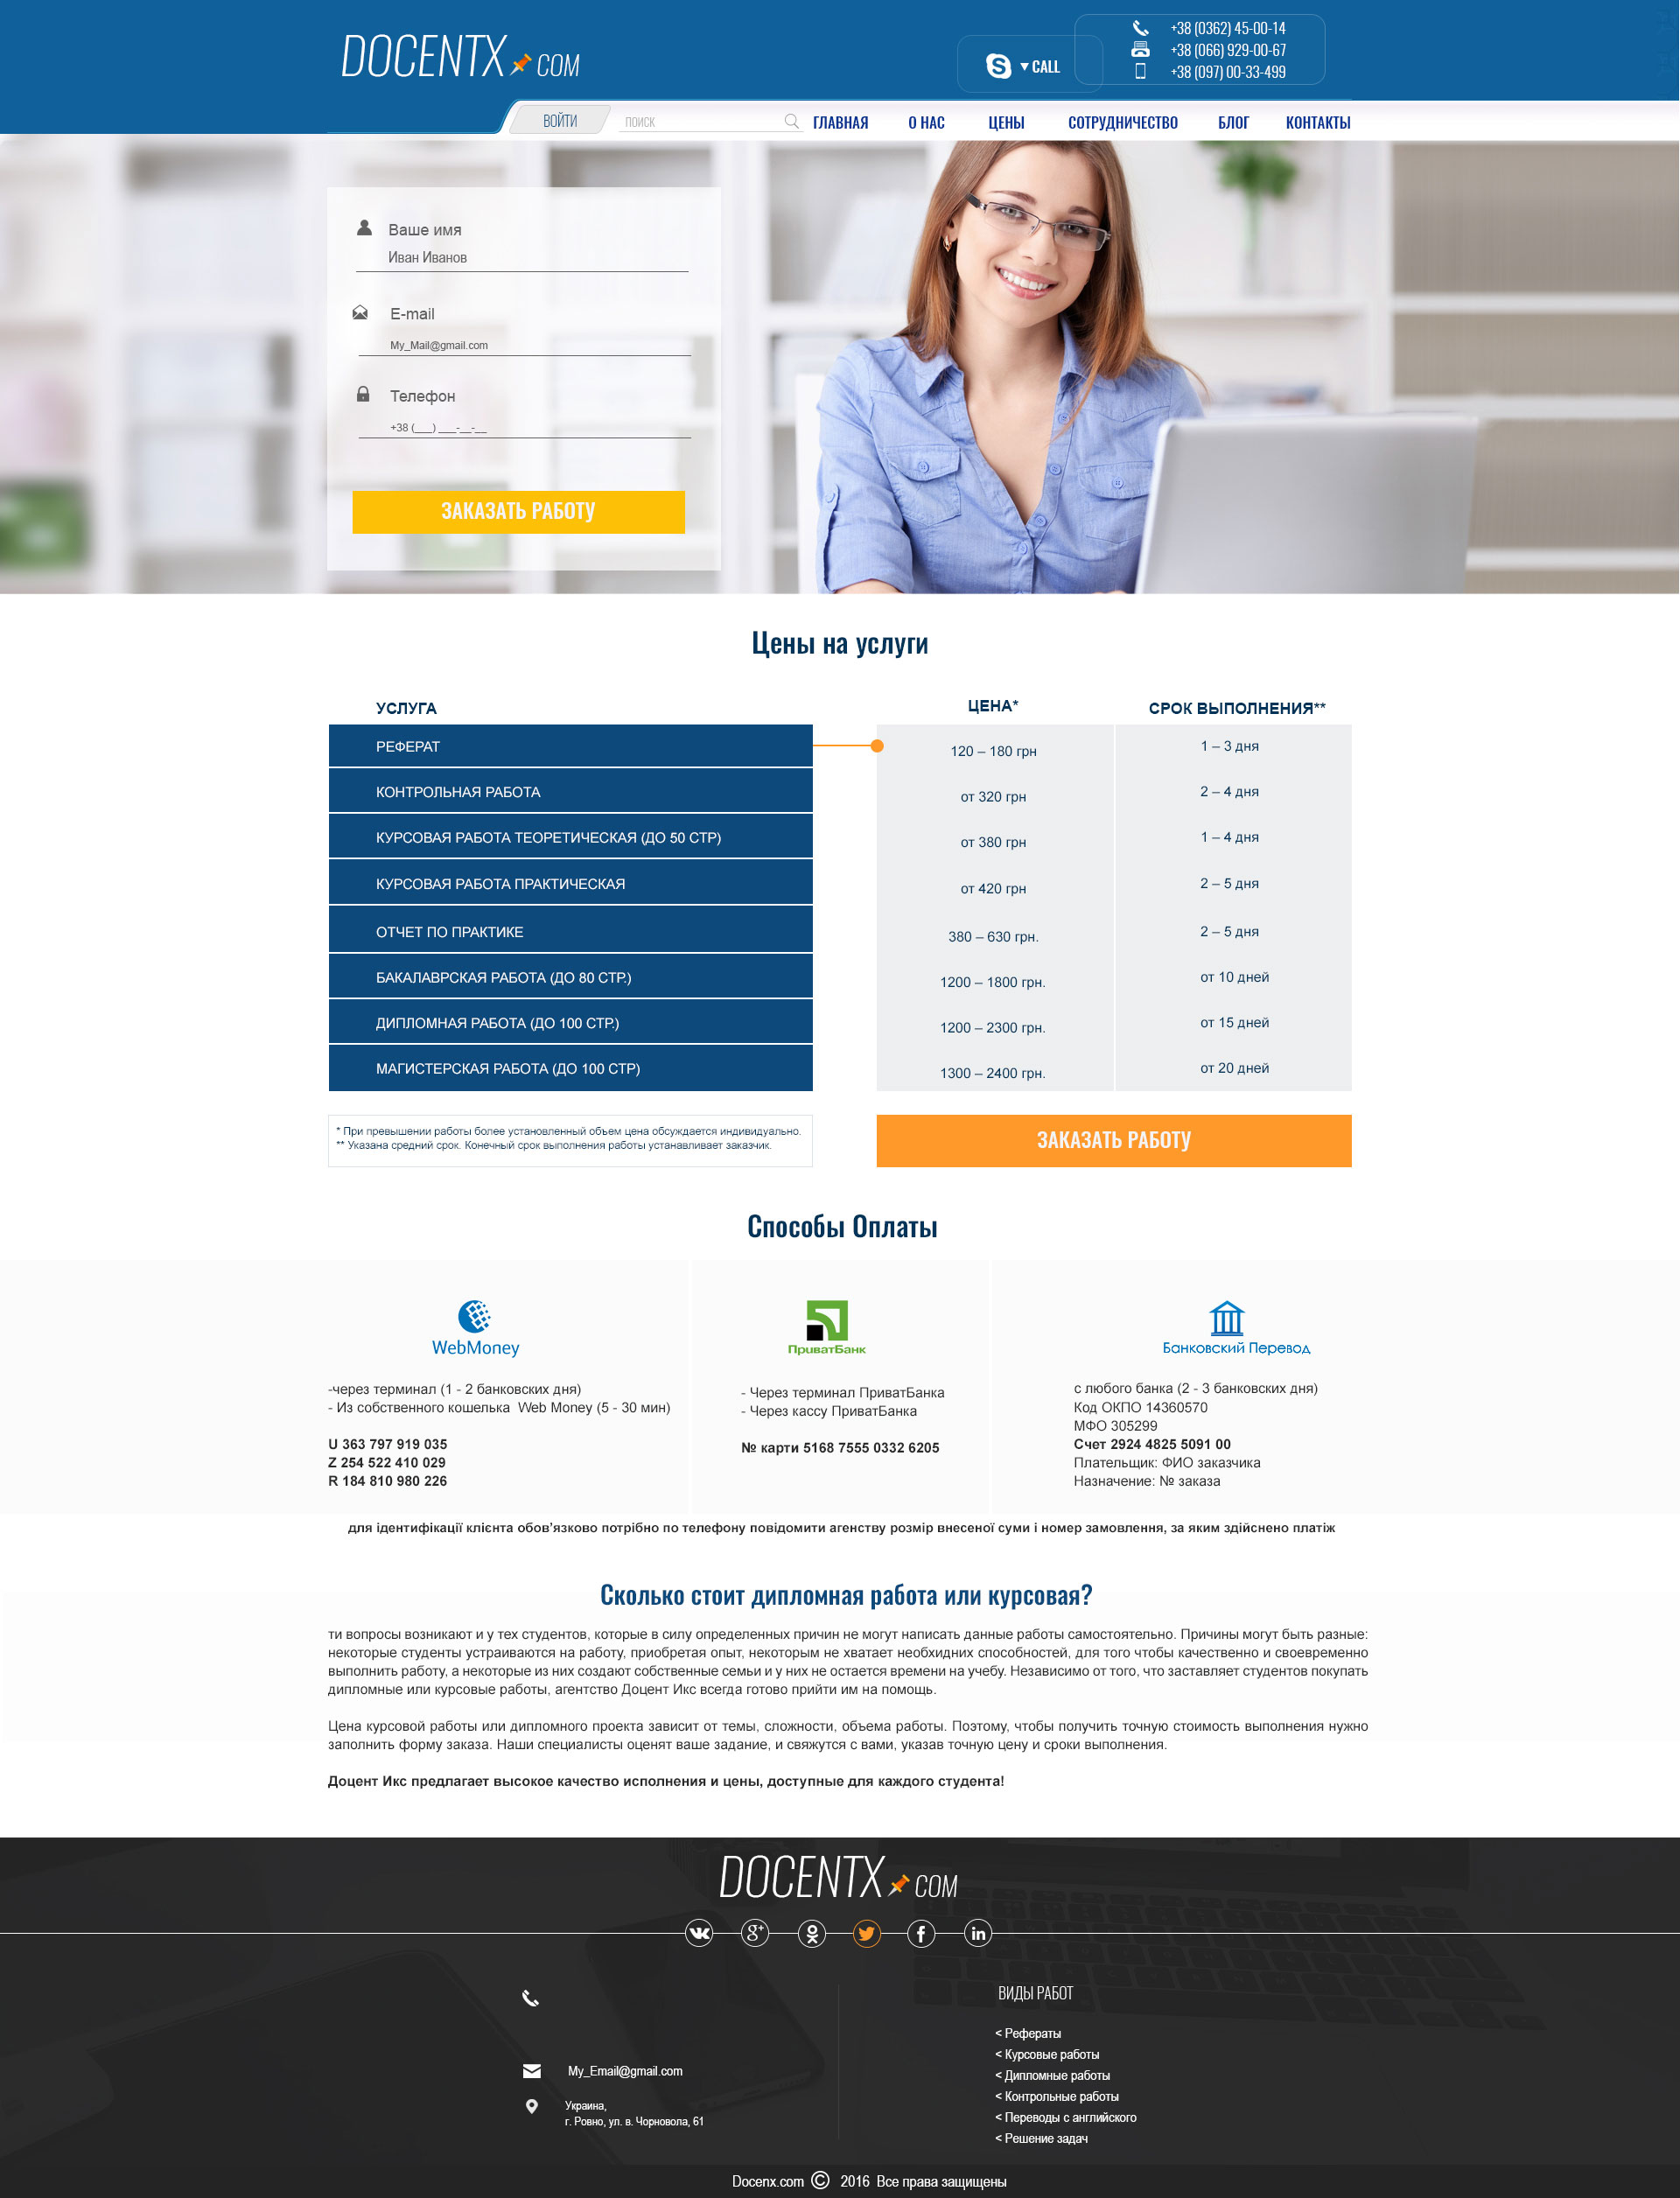 DOCENTX.COM
CALL
+38 (0362) 45-00-14
+38 (066) 929-00-67
+38 (097) 00-33-499
ВОЙТИ
ПОИСК
ГЛАВНАЯ О НАС ЦЕНЫ СОТРУДНИЧЕСТВО БЛОГ КОНТАКТЫ
Ваше имя
Иван Иванов
E-mail
My_Mail@gmail.com
Телефон
+38 (___) ___-__-__
ЗАКАЗАТЬ РАБОТУ
Цены на услуги
УСЛУГА ЦЕНА* СРОК ВЫПОЛНЕНИЯ**
РЕФЕРАТ 120 – 180 грн 1 – 3 дня
КОНТРОЛЬНАЯ РАБОТА от 320 грн 2 – 4 дня
КУРСОВАЯ РАБОТА ТЕОРЕТИЧЕСКАЯ (ДО 50 СТР) от 380 грн 1 – 4 дня
КУРСОВАЯ РАБОТА ПРАКТИЧЕСКАЯ от 420 грн 2 – 5 дня
ОТЧЕТ ПО ПРАКТИКЕ 380 – 630 грн. 2 – 5 дня
БАКАЛАВРСКАЯ РАБОТА (ДО 80 СТР.) 1200 – 1800 грн. от 10 дней
ДИПЛОМНАЯ РАБОТА (ДО 100 СТР.) 1200 – 2300 грн. от 15 дней
МАГИСТЕРСКАЯ РАБОТА (ДО 100 СТР) 1300 – 2400 грн. от 20 дней
* При превышении работы более установленный объем цена обсуждается индивидуально.
** Указана средний срок. Конечный срок выполнения работы устанавливает заказчик.
ЗАКАЗАТЬ РАБОТУ
Способы Оплаты
WebMoney
-через терминал (1 - 2 банковских дня)
- Из собственного кошелька Web Money (5 - 30 мин)
U 363 797 919 035
Z 254 522 410 029
R 184 810 980 226
ПриватБанк
- Через терминал ПриватБанка
- Через кассу ПриватБанка
№ карти 5168 7555 0332 6205
Банковский Перевод
с любого банка (2 - 3 банковских дня)
Код ОКПО 14360570
МФО 305299
Счет 2924 4825 5091 00
Плательщик: ФИО заказчика
Назначение: № заказа
для ідентифікації клієнта обов'язково потрібно по телефону повідомити агенству розмір внесеної суми і номер замовлення, за яким здійснено платіж
Сколько стоит дипломная работа или курсовая?
ти вопросы возникают и у тех студентов, которые в силу определенных причин не могут написать данные работы самостоятельно. Причины могут быть разные:
некоторые студенты устраиваются на работу, приобретая опыт, некоторым не хватает необхидних способностей, для того чтобы качественно и своевременно
выполнить работу, а некоторые из них создают собственные семьи и у них не остается времени на учебу. Независимо от того, что заставляет студентов покупать
дипломные или курсовые работы, агентство Доцент Икс всегда готово прийти им на помощь.
Цена курсовой работы или дипломного проекта зависит от темы, сложности, объема работы. Поэтому, чтобы получить точную стоимость выполнения нужно
заполнить форму заказа. Наши специалисты оценят ваше задание, и свяжутся с вами, указав точную цену и сроки выполнения.
Доцент Икс предлагает высокое качество исполнения и цены, доступные для каждого студента!
DOCENTX.COM
My_Email@gmail.com
Украина,
г. Ровно, ул. в. Черновола, 61
ВИДЫ РАБОТ
< Рефераты
< Курсовые работы
< Дипломные работы
< Контрольные работы
< Переводы с английского
< Решение задач
Docenx.com © 2016 Все права защищены